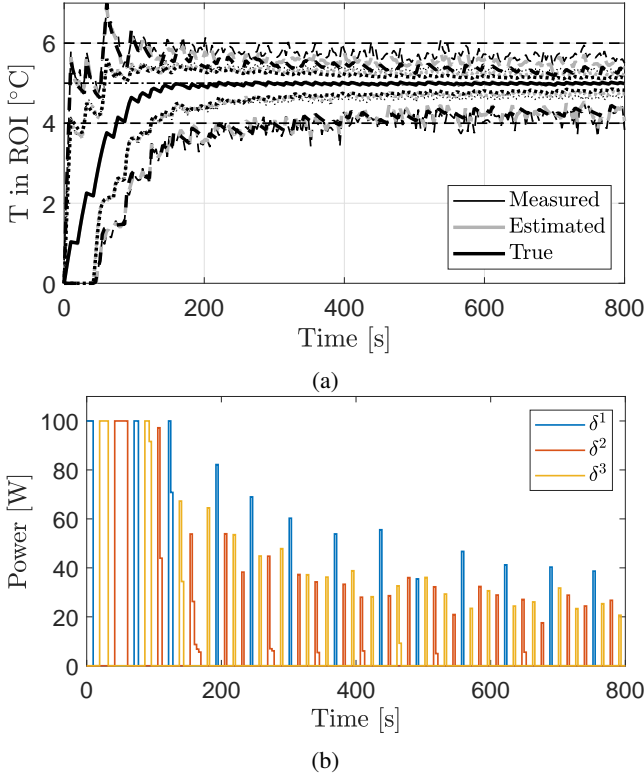 6
4
2
0
T in ROI [°C]
Measured
Estimated
True
0 200 400 600 800
Time [s]
(a)
100
80
60
40
20
0
Power [W]
δ¹
δ²
δ³
0 200 400 600 800
Time [s]
(b)